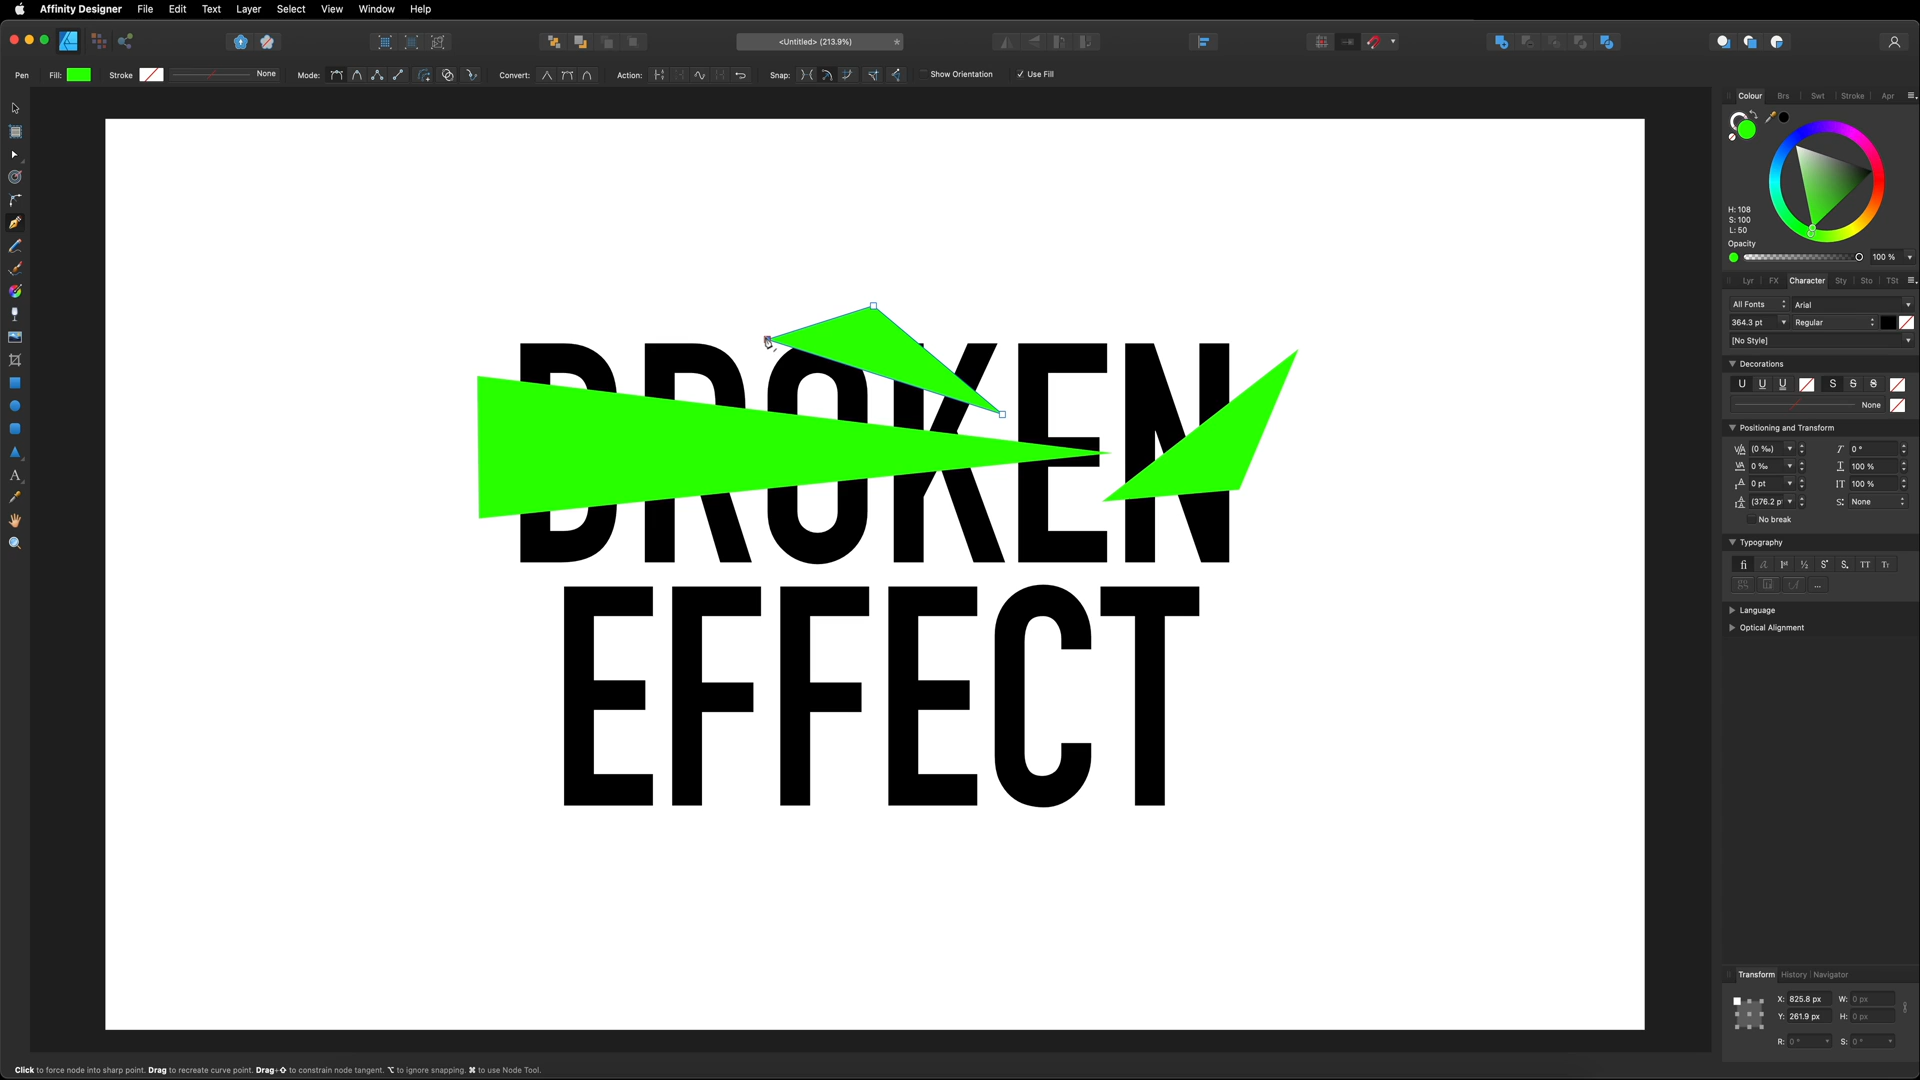 Affinity Designer File Edit Text Layer Select View Window Help
<Untitled> (213.9%)
Pen Fill: Stroke None Mode: Convert: Action: Snap: Show Orientation Use Fill
Colour Brs Swt Stroke Apr
H: 108
S: 100
L: 50
Opacity
100 %
Lyr FX Character Sty Sto TSt
All Fonts Arial
364.3 pt Regular
[No Style]
Decorations
U U U S S S
None
Positioning and Transform
(0 ‰) 0 °
0 ‰ 100 %
0 pt 100 %
(376.2 p None
No break
Typography
Language
Optical Alignment
BROKEN
EFFECT
Transform History Navigator
X: 825.8 px W: 0 px
Y: 261.9 px H: 0 px
R: 0 ° S: 0 °
Click to force node into sharp point. Drag to recreate curve point. Drag+⇧ to constrain node tangent. ⌥ to ignore snapping. ⌘ to use Node Tool.